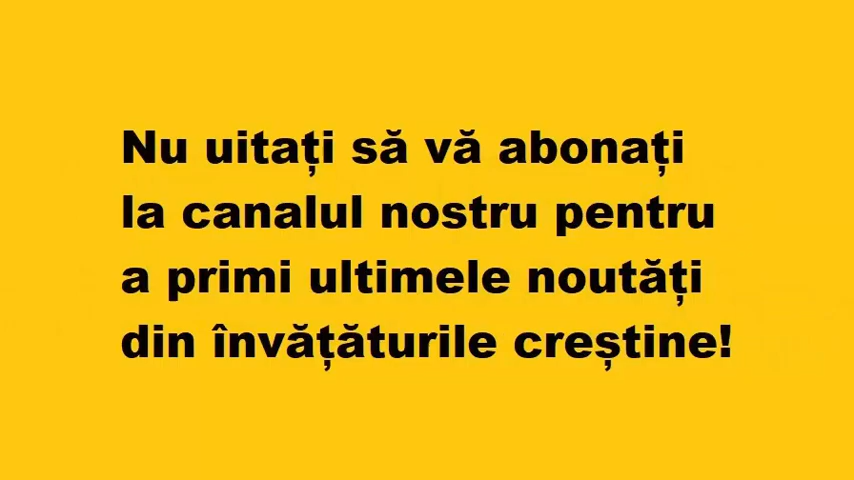 Nu uitați să vă abonați
la canalul nostru pentru
a primi ultimele noutăți
din învățăturile creștine!